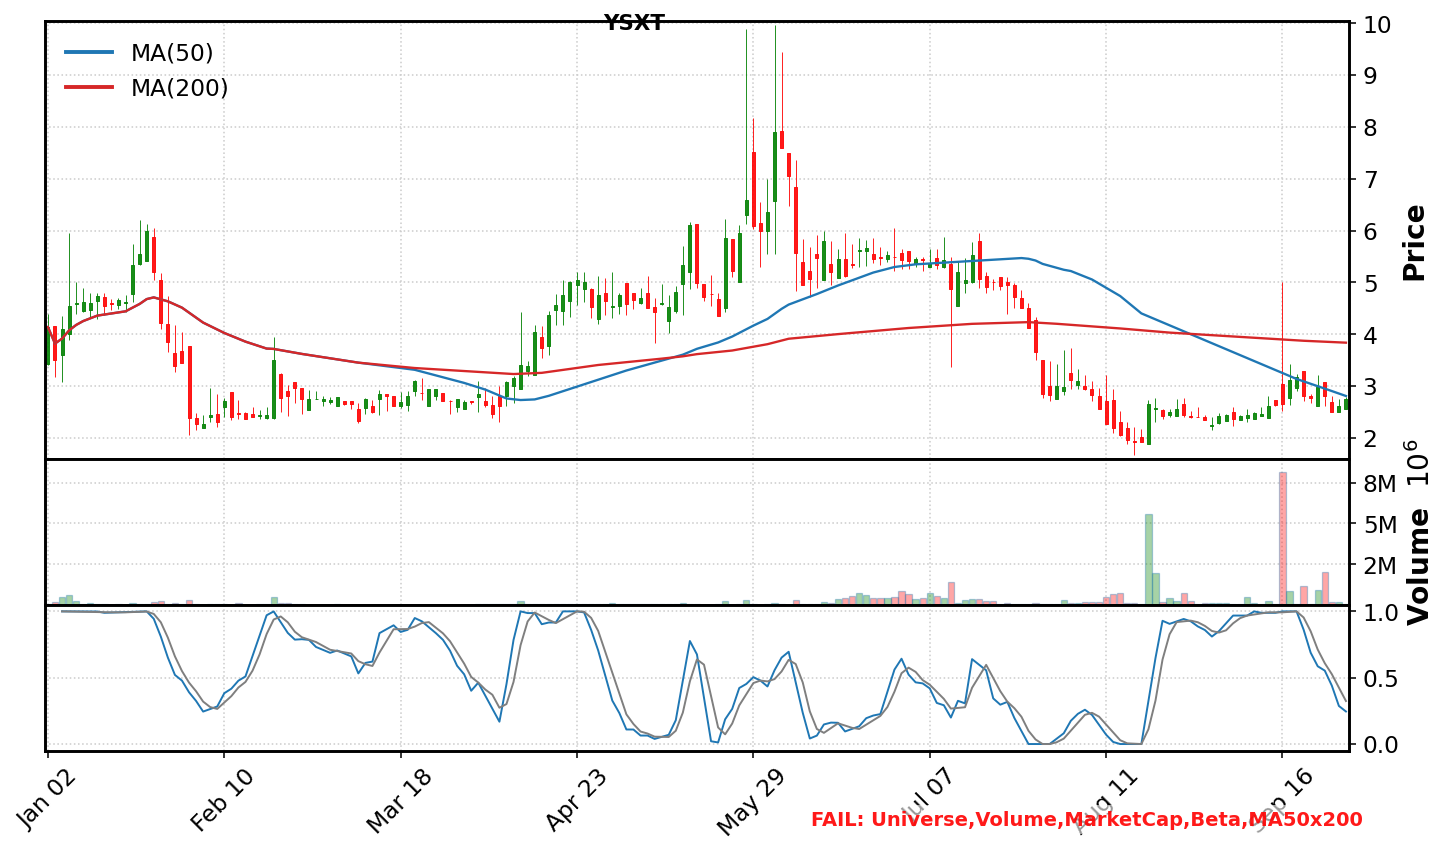 YSXT
MA(50)
MA(200)
10
9
8
7
6
5
4
3
2
Price
8M
5M
2M
Volume 10^6
1.0
0.5
0.0
Jan 02
Feb 10
Mar 18
Apr 23
May 29
Jul 07
Aug 11
Sep 16
FAIL: Universe,Volume,MarketCap,Beta,MA50x200